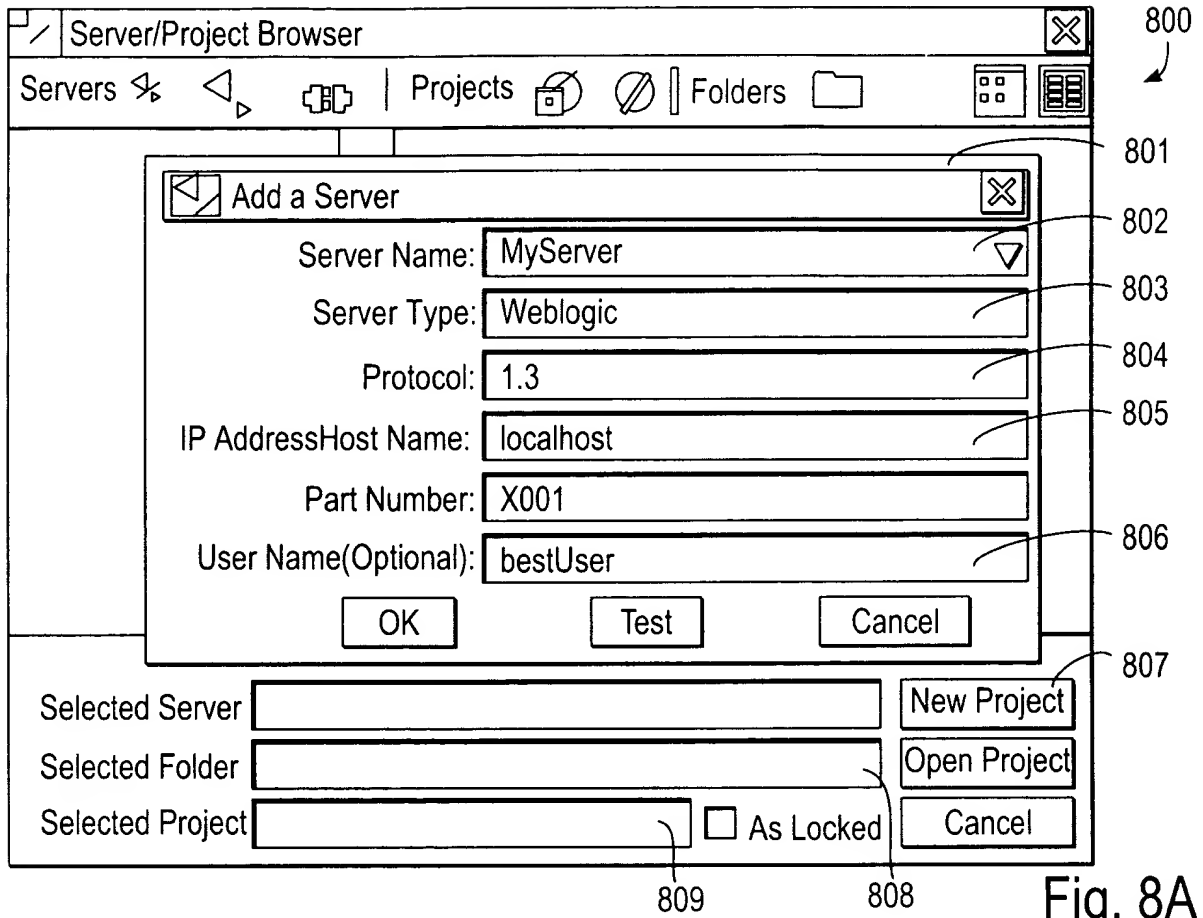 Server/Project Browser
800
Servers Projects Folders
801
Add a Server
802
Server Name: MyServer
803
Server Type: Weblogic
804
Protocol: 1.3
805
IP AddressHost Name: localhost
Part Number: X001
806
User Name(Optional): bestUser
OK Test Cancel
807
Selected Server New Project
Selected Folder Open Project
Selected Project As Locked Cancel
809 808
Fig. 8A